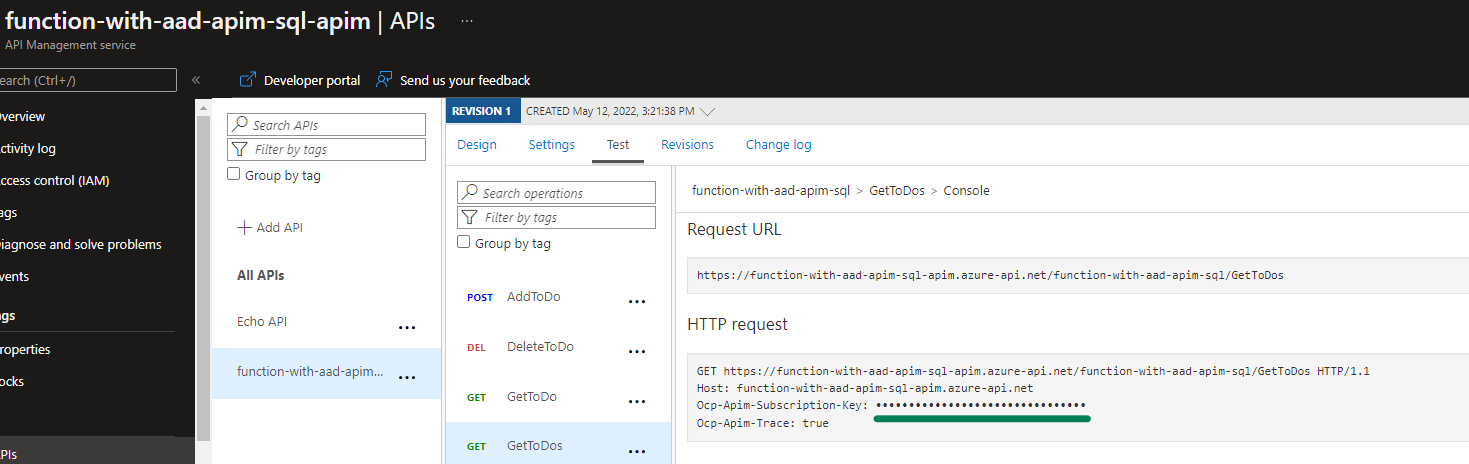 function-with-aad-apim-sql-apim | APIs ...
API Management service
earch (Ctrl+/)
«
Developer portal
Send us your feedback
verview
ctivity log
ccess control (IAM)
ags
iagnose and solve problems
vents
gs
roperties
ocks
PIs
Search APIs
Filter by tags
Group by tag
+ Add API
All APIs
Echo API
...
function-with-aad-apim...
...
REVISION 1
CREATED May 12, 2022, 3:21:38 PM
Design
Settings
Test
Revisions
Change log
Search operations
Filter by tags
Group by tag
POST AddToDo ...
DEL DeleteToDo ...
GET GetToDo ...
GET GetToDos ...
function-with-aad-apim-sql > GetToDos > Console
Request URL
https://function-with-aad-apim-sql-apim.azure-api.net/function-with-aad-apim-sql/GetToDos
HTTP request
GET https://function-with-aad-apim-sql-apim.azure-api.net/function-with-aad-apim-sql/GetToDos HTTP/1.1
Host: function-with-aad-apim-sql-apim.azure-api.net
Ocp-Apim-Subscription-Key: ••••••••••••••••••••••••••••••••
Ocp-Apim-Trace: true